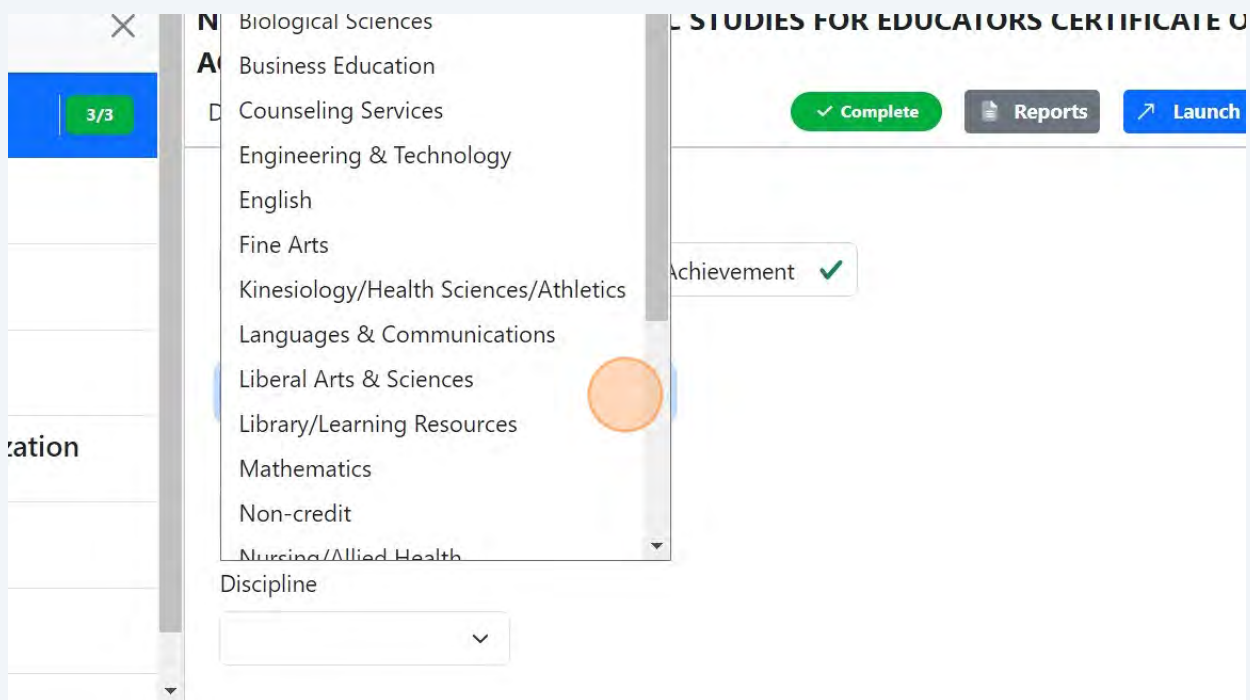 N
Biological Sciences
STUDIES FOR EDUCATORS CERTIFICATE O
A
Business Education
3/3
D
Counseling Services
Complete
Reports
Launch
Engineering & Technology
English
Fine Arts
Achievement
Kinesiology/Health Sciences/Athletics
Languages & Communications
Liberal Arts & Sciences
Library/Learning Resources
zation
Mathematics
Non-credit
Nursing/Allied Health
Discipline